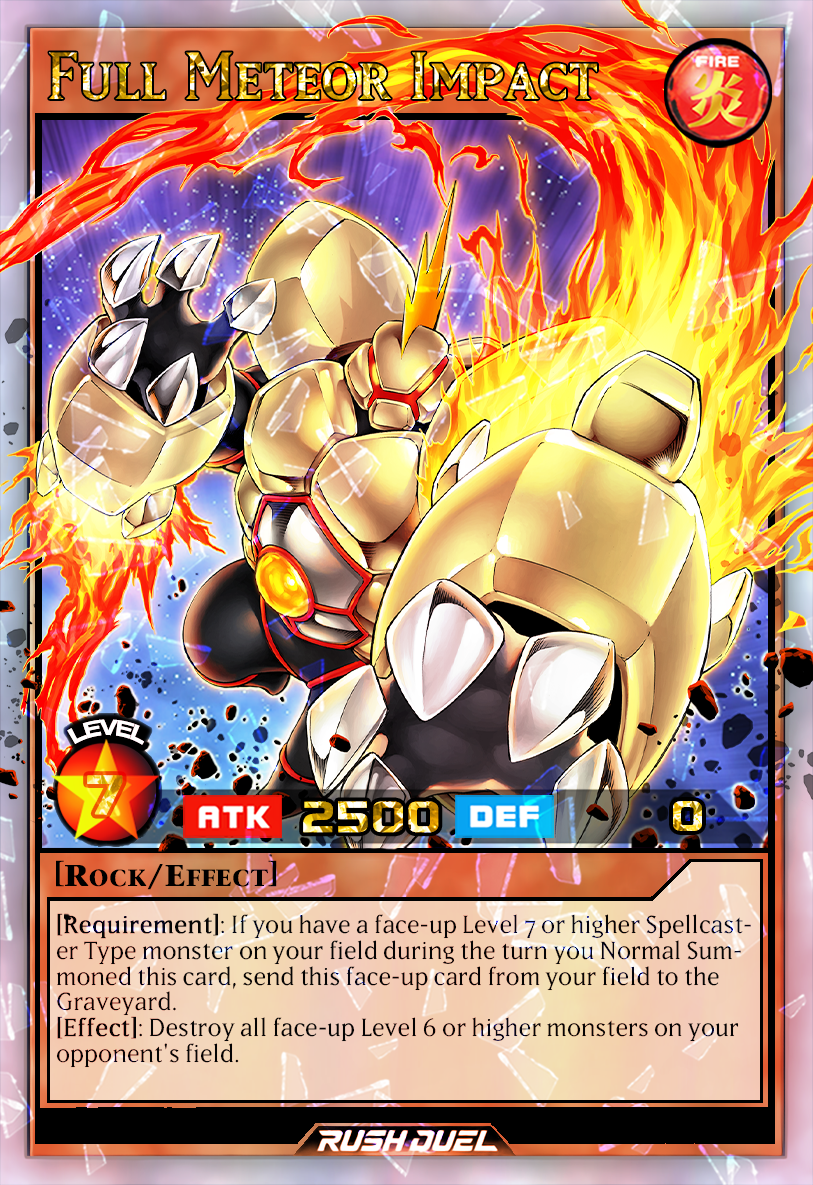 FULL METEOR IMPACT
FIRE
炎
LEVEL
7
ATK 2500 DEF 0
[ROCK/EFFECT]
[Requirement]: If you have a face-up Level 7 or higher Spellcast-
er Type monster on your field during the turn you Normal Sum-
moned this card, send this face-up card from your field to the
Graveyard.
[Effect]: Destroy all face-up Level 6 or higher monsters on your
opponent's field.
RUSH DUEL